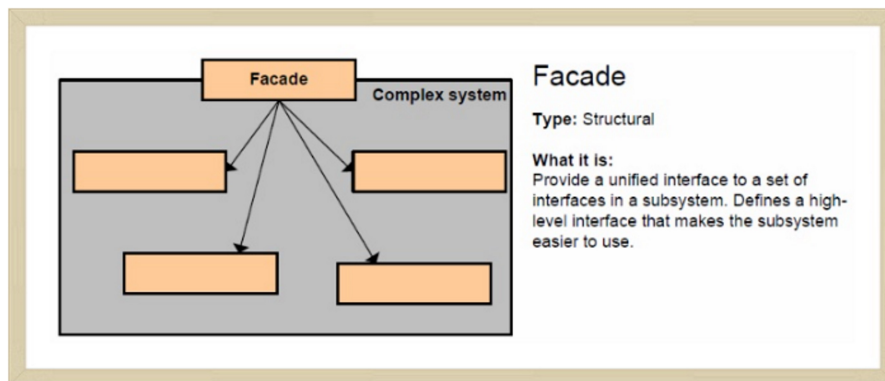 Facade
Complex system
Facade
Type: Structural
What it is:
Provide a unified interface to a set of
interfaces in a subsystem. Defines a high-
level interface that makes the subsystem
easier to use.